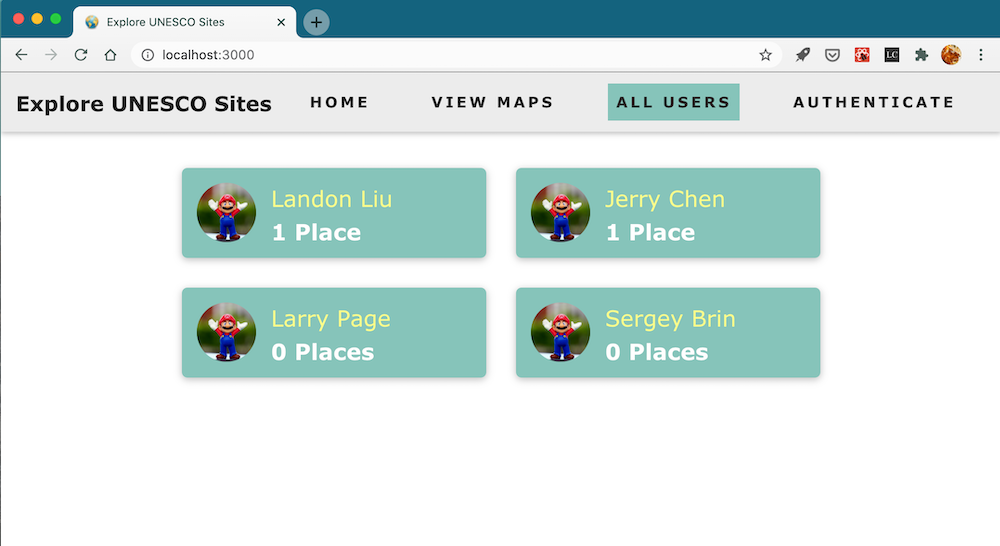 Explore UNESCO Sites
localhost:3000
LC
Explore UNESCO Sites HOME VIEW MAPS ALL USERS AUTHENTICATE
Landon Liu
1 Place
Jerry Chen
1 Place
Larry Page
0 Places
Sergey Brin
0 Places